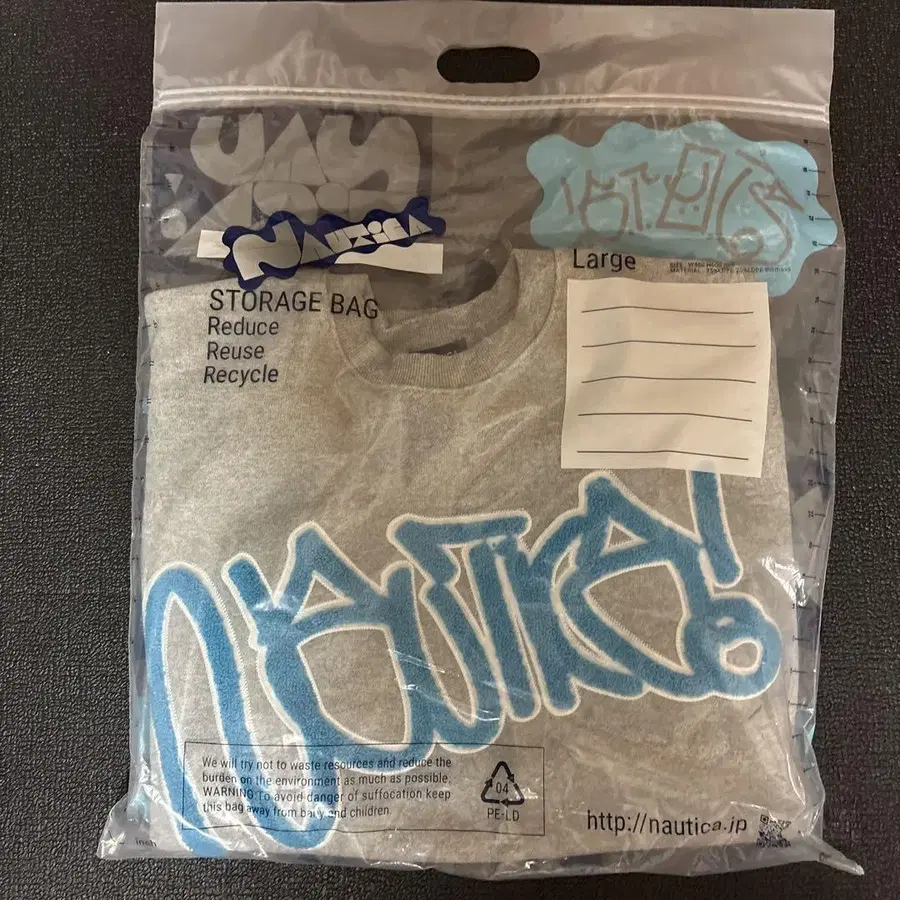 NAUTICA
STORAGE BAG
Reduce
Reuse
Recycle
Large
Nautica!
We will try not to waste resources and reduce the
burden on the environment as much as possible.
WARNING To avoid danger of suffocation keep
this bag away from baby and children.
04
PE-LD
http://nautica.jp
inch